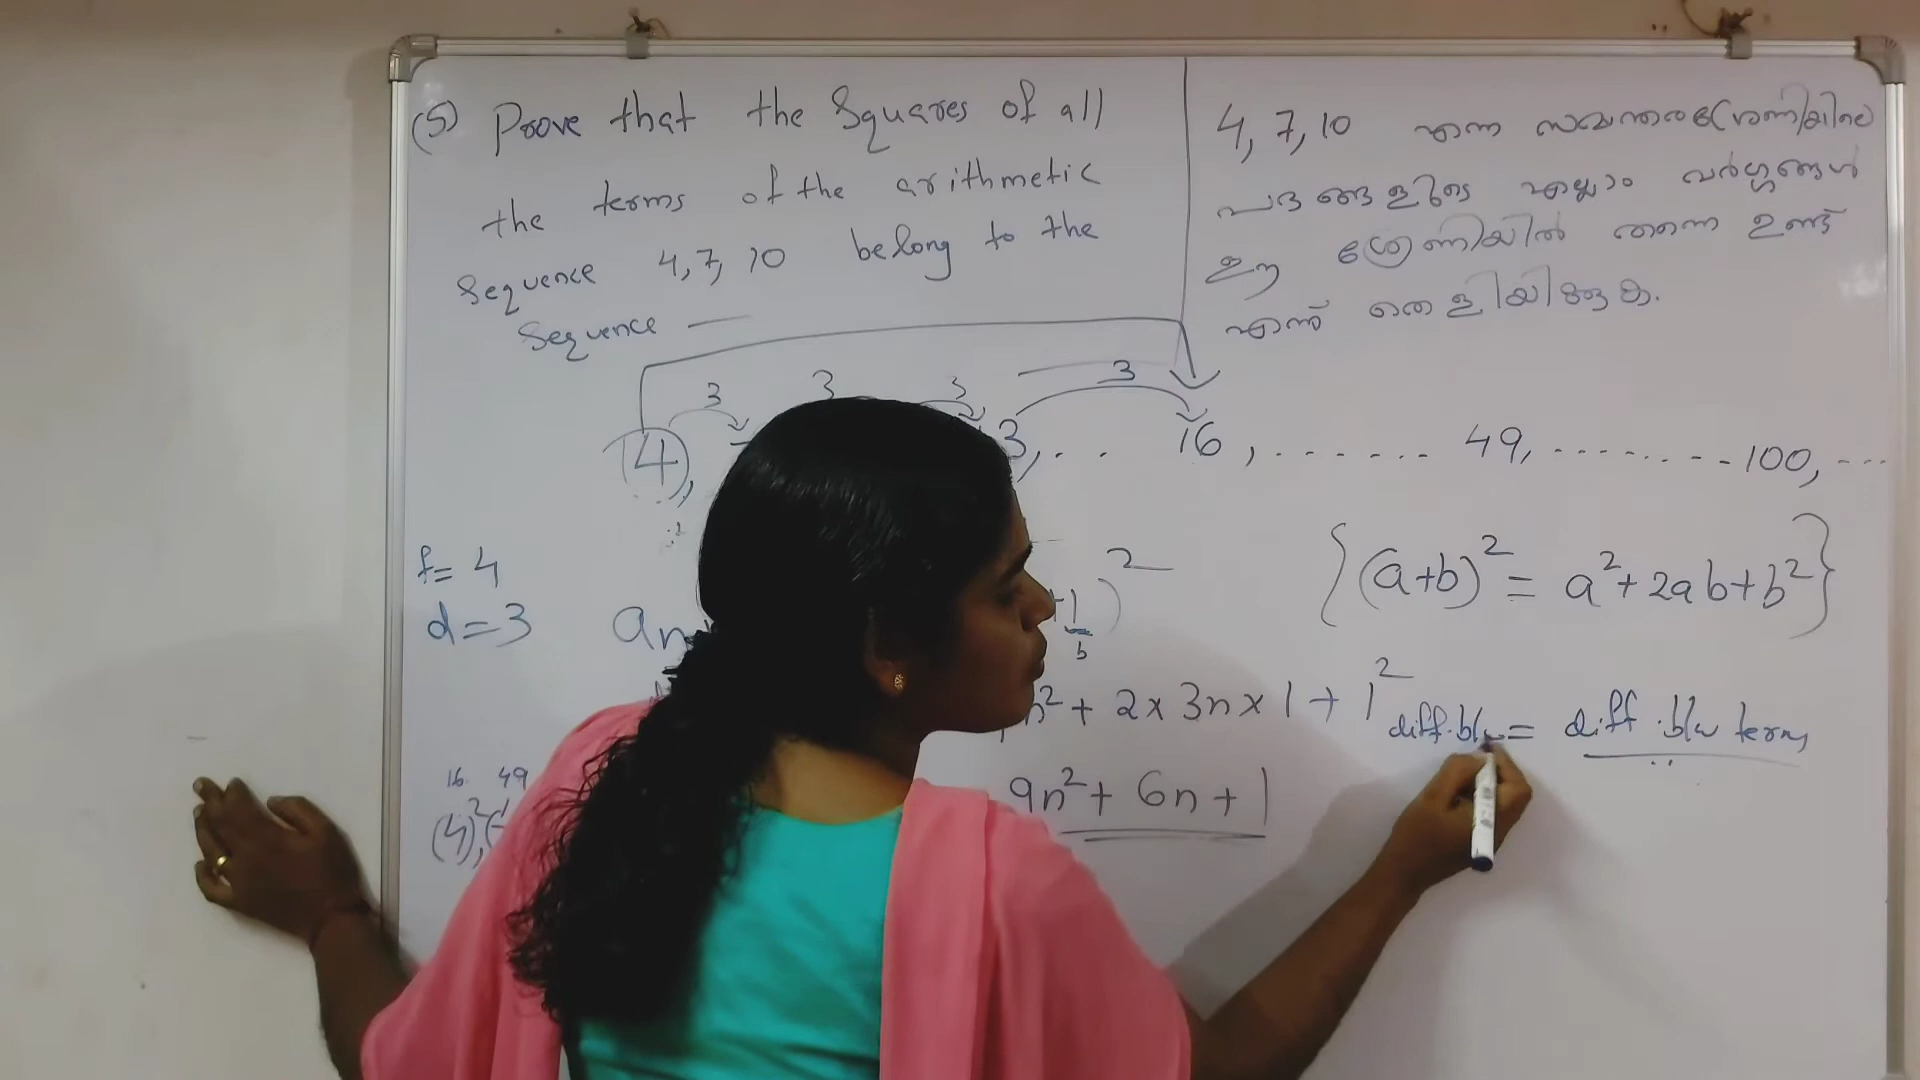 (5) Prove that the squares of all
the terms of the arithmetic
sequence 4, 7, 10 belong to the
sequence
4, 7, 10 എന്ന സമാന്തരശ്രേണിയിലെ
പദങ്ങളുടെ എല്ലാം വർഗ്ഗങ്ങൾ
ഈ ശ്രേണിയിൽ തന്നെ ഉണ്ട്
എന്ന് തെളിയിക്കുക.
3 3 3 3
4, 3, . . 16, ....... 49, ........ 100, ---
f = 4
d = 3
an
+1)²
b
{(a+b)² = a² + 2ab + b²}
n² + 2 x 3n x 1 + 1²
diff.b/w = diff.b/w terms
16 49
(4)²,
9n² + 6n + 1